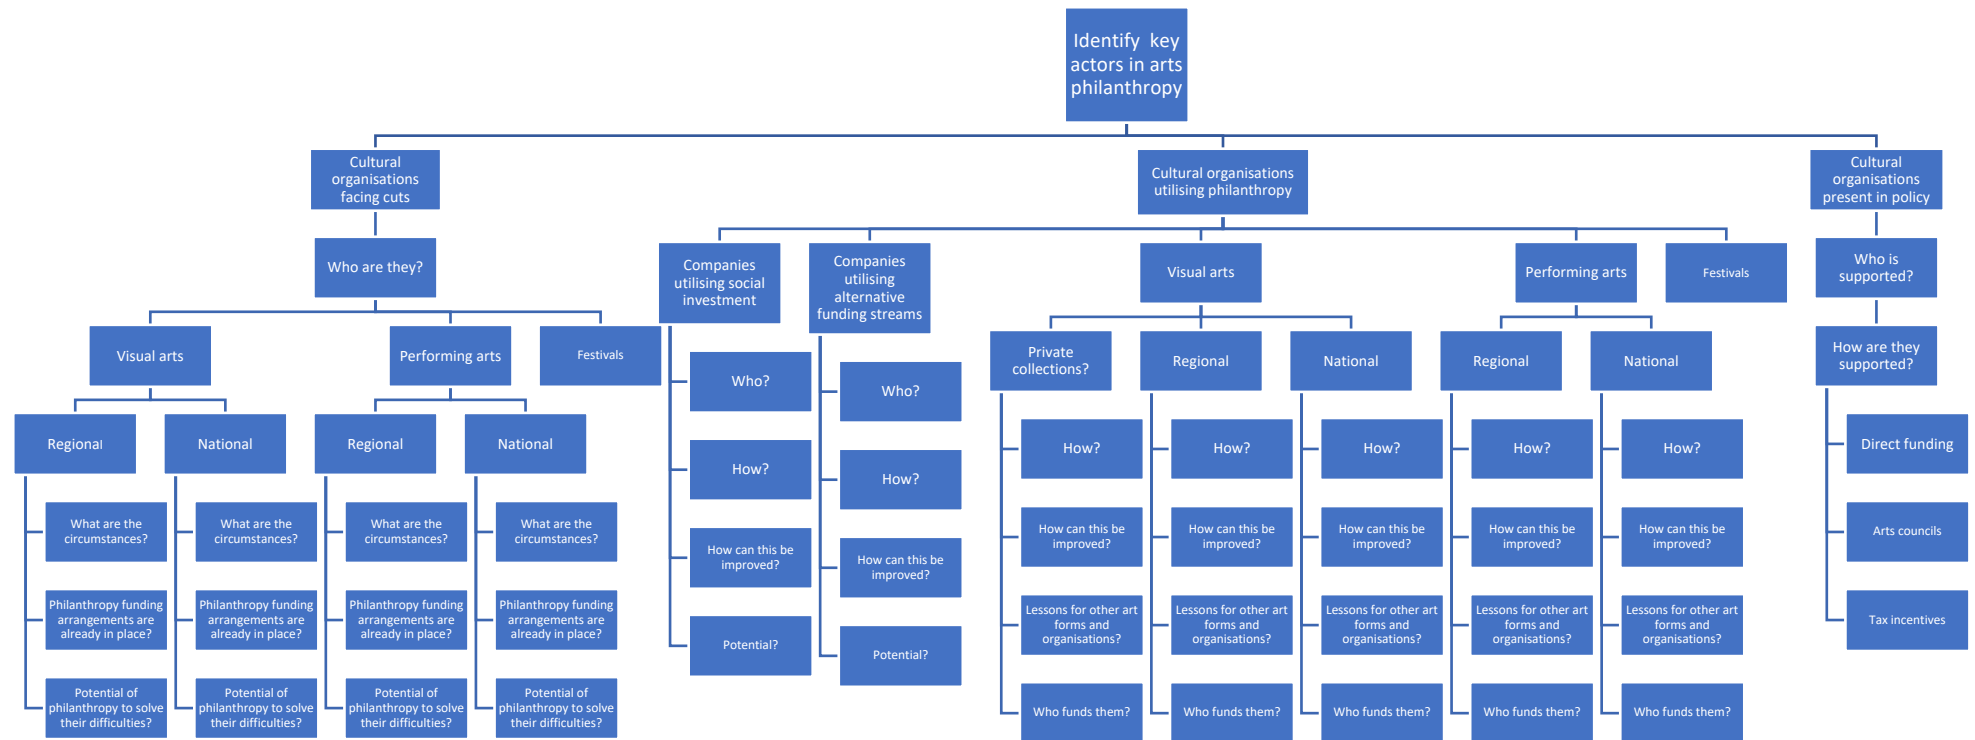 Identify key
actors in arts
philanthropy
Cultural
organisations
facing cuts
Cultural organisations
utilising philanthropy
Cultural
organisations
present in policy
Who are they?
Companies
utilising social
investment
Companies
utilising
alternative
funding streams
Visual arts
Performing arts
Festivals
Who is
supported?
Visual arts
Performing arts
Festivals
Private
collections?
Regional
National
Regional
National
How are they
supported?
Who?
Who?
Regional
National
Regional
National
How?
How?
How?
How?
How?
Direct funding
How?
How?
What are the
circumstances?
What are the
circumstances?
What are the
circumstances?
What are the
circumstances?
How can this be
improved?
How can this be
improved?
How can this be
improved?
How can this be
improved?
How can this be
improved?
Arts councils
How can this be
improved?
How can this be
improved?
Philanthropy funding
arrangements are
already in place?
Philanthropy funding
arrangements are
already in place?
Philanthropy funding
arrangements are
already in place?
Philanthropy funding
arrangements are
already in place?
Lessons for other art
forms and
organisations?
Lessons for other art
forms and
organisations?
Lessons for other art
forms and
organisations?
Lessons for other art
forms and
organisations?
Lessons for other art
forms and
organisations?
Tax incentives
Potential?
Potential?
Potential of
philanthropy to solve
their difficulties?
Potential of
philanthropy to solve
their difficulties?
Potential of
philanthropy to solve
their difficulties?
Potential of
philanthropy to solve
their difficulties?
Who funds them?
Who funds them?
Who funds them?
Who funds them?
Who funds them?